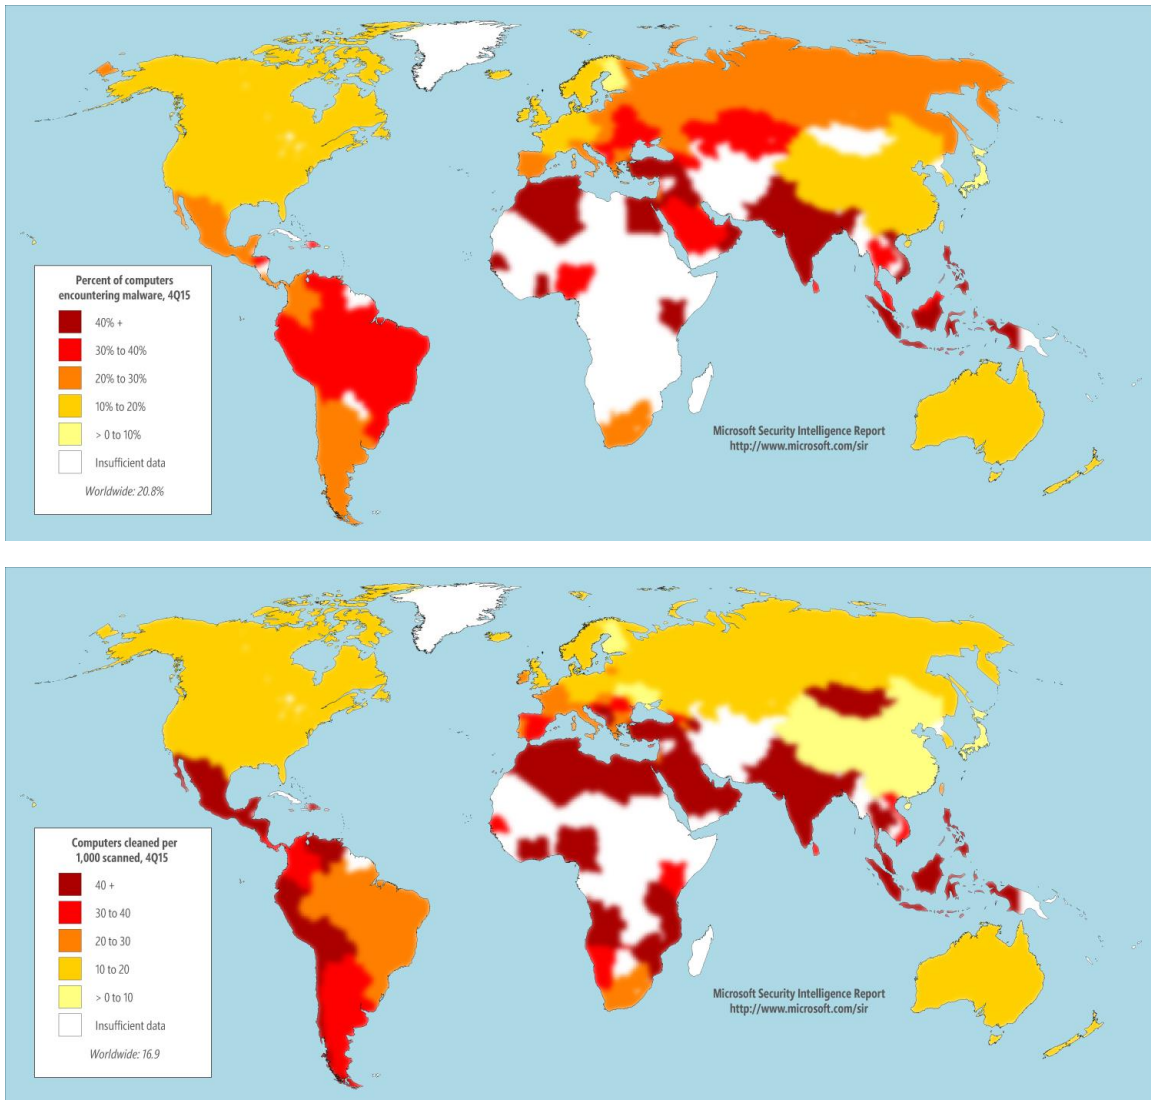 Percent of computers
encountering malware, 4Q15
40% +
30% to 40%
20% to 30%
10% to 20%
> 0 to 10%
Insufficient data
Worldwide: 20.8%
Microsoft Security Intelligence Report
http://www.microsoft.com/sir
Computers cleaned per
1,000 scanned, 4Q15
40 +
30 to 40
20 to 30
10 to 20
> 0 to 10
Insufficient data
Worldwide: 16.9
Microsoft Security Intelligence Report
http://www.microsoft.com/sir